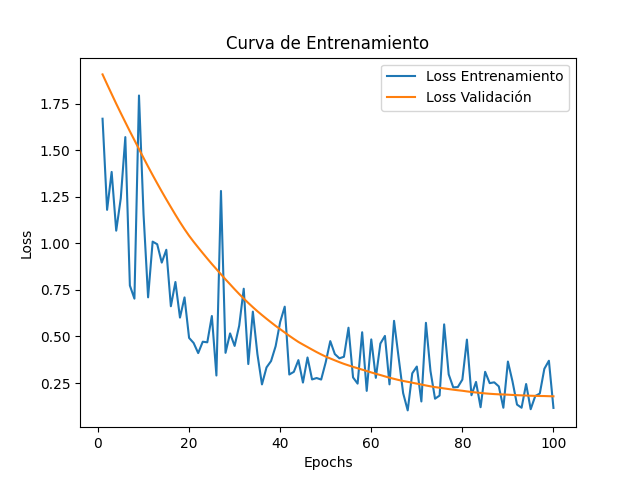 Curva de Entrenamiento
Loss Entrenamiento
Loss Validación
1.75
1.50
1.25
1.00
0.75
0.50
0.25
Loss
0
20
40
60
80
100
Epochs